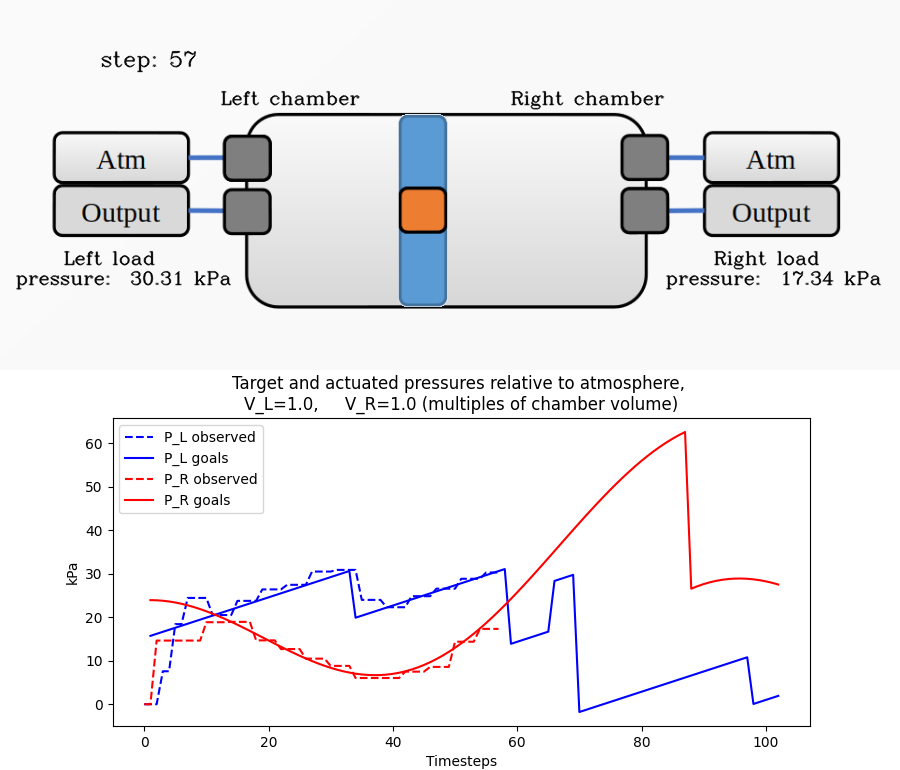 step: 57
Left chamber
Right chamber
Atm
Atm
Output
Output
Left load
pressure: 30.31 kPa
Right load
pressure: 17.34 kPa
Target and actuated pressures relative to atmosphere,
V_L=1.0, V_R=1.0 (multiples of chamber volume)
P_L observed
P_L goals
P_R observed
P_R goals
60
50
40
30
20
10
0
kPa
0 20 40 60 80 100
Timesteps